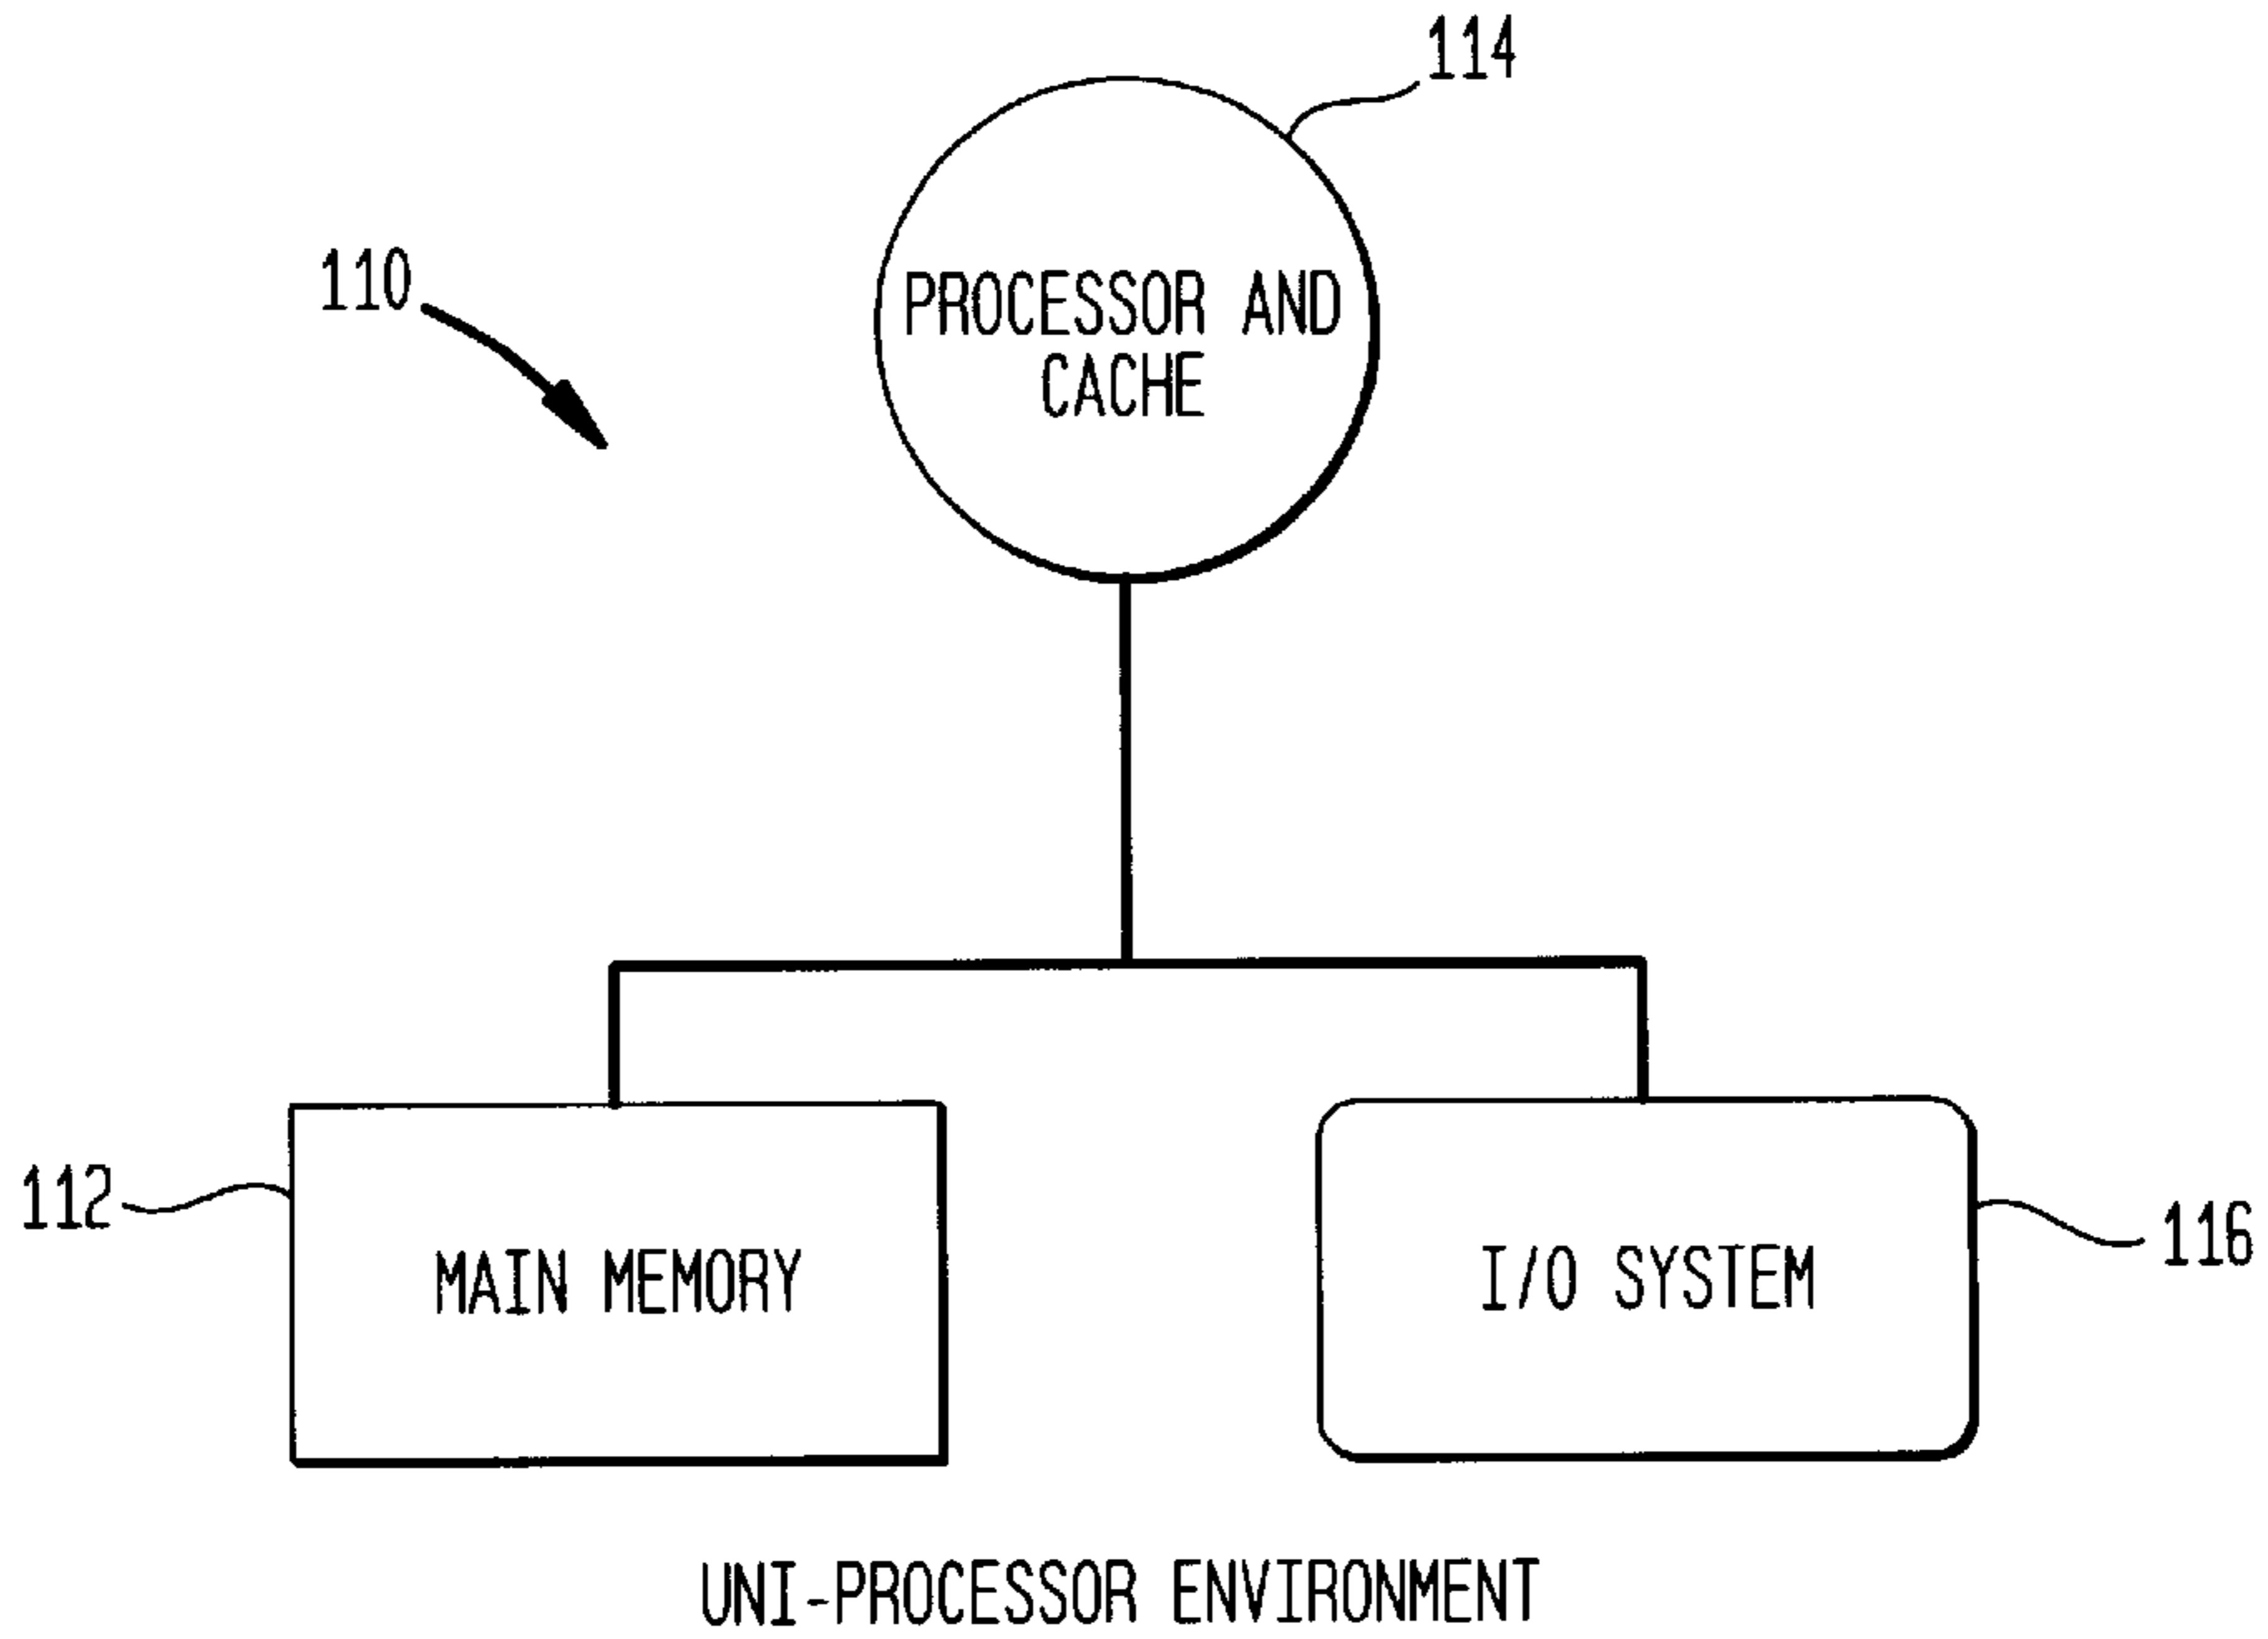 114
110
PROCESSOR AND
CACHE
112
116
MAIN MEMORY
I/O SYSTEM
UNI-PROCESSOR ENVIRONMENT